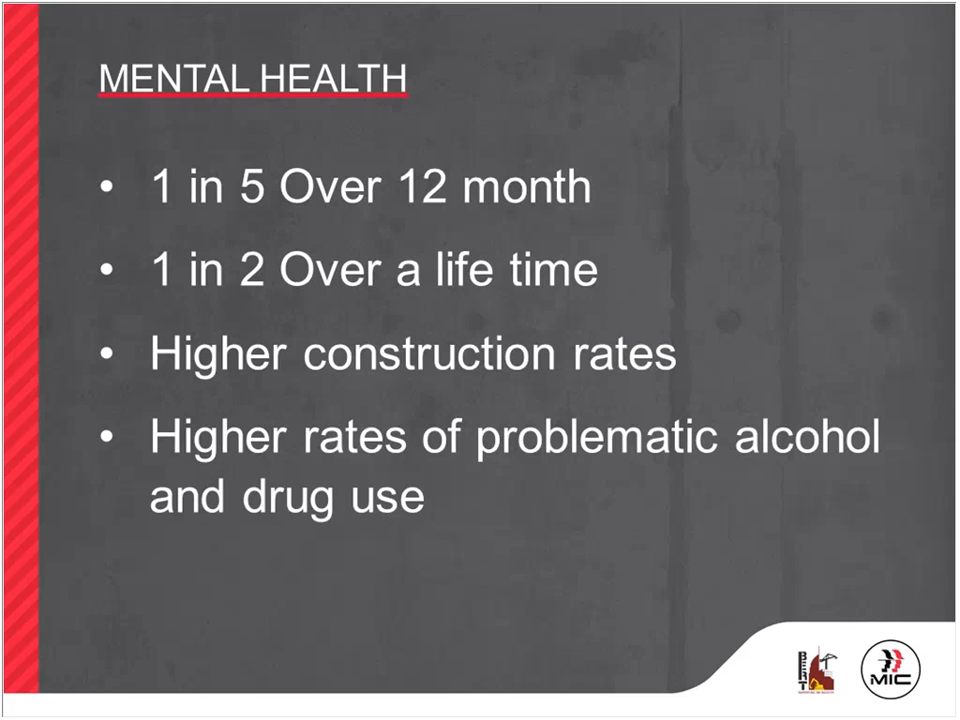 MENTAL HEALTH
• 1 in 5 Over 12 month
• 1 in 2 Over a life time
• Higher construction rates
• Higher rates of problematic alcohol
and drug use
BERT
MIC